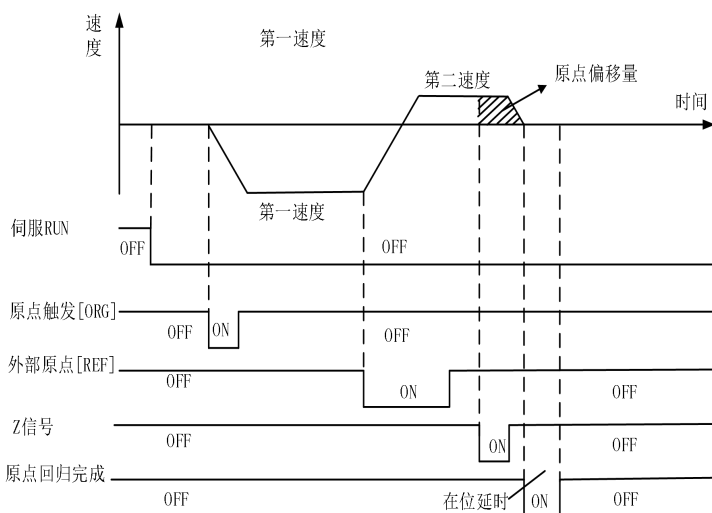 速度
第一速度
第二速度
原点偏移量
时间
第一速度
伺服RUN
OFF
OFF
原点触发[ORG]
OFF
ON
OFF
外部原点[REF]
OFF
ON
OFF
Z信号
OFF
ON
OFF
原点回归完成
OFF
在位延时
ON
OFF